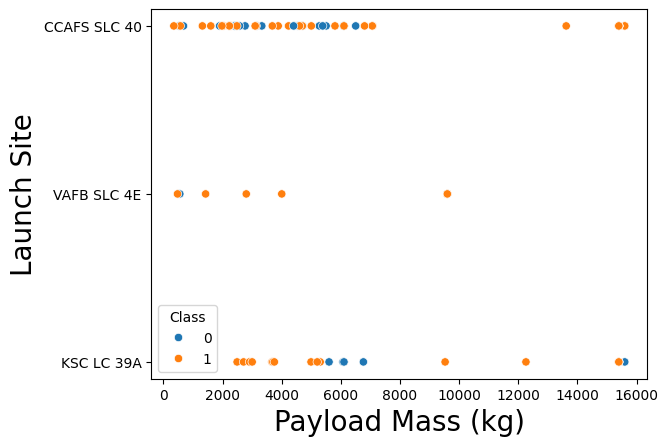 CCAFS SLC 40
VAFB SLC 4E
KSC LC 39A
Launch Site
Class
0
1
0 2000 4000 6000 8000 10000 12000 14000 16000
Payload Mass (kg)